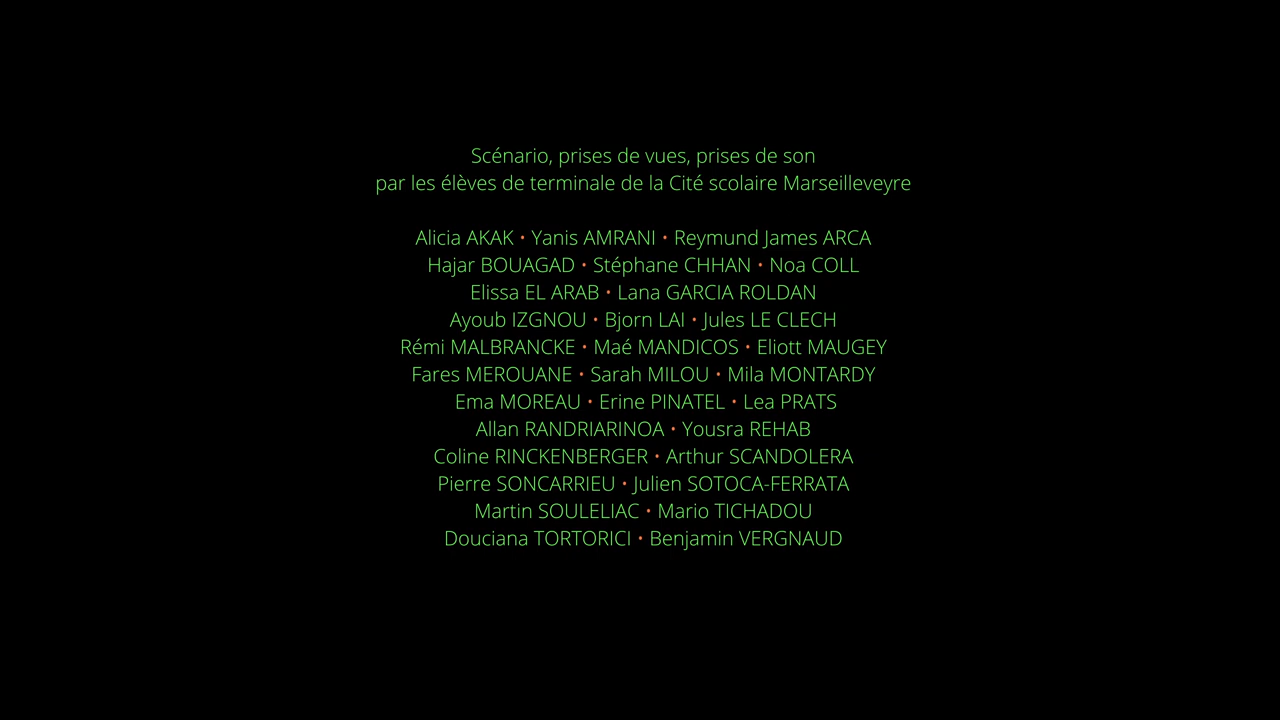 Scénario, prises de vues, prises de son
par les élèves de terminale de la Cité scolaire Marseilleveyre
Alicia AKAK • Yanis AMRANI • Reymund James ARCA
Hajar BOUAGAD • Stéphane CHHAN • Noa COLL
Elissa EL ARAB • Lana GARCIA ROLDAN
Ayoub IZGNOU • Bjorn LAI • Jules LE CLECH
Rémi MALBRANCKE • Maé MANDICOS • Eliott MAUGEY
Fares MEROUANE • Sarah MILOU • Mila MONTARDY
Ema MOREAU • Erine PINATEL • Lea PRATS
Allan RANDRIARINOA • Yousra REHAB
Coline RINCKENBERGER • Arthur SCANDOLERA
Pierre SONCARRIEU • Julien SOTOCA-FERRATA
Martin SOULELIAC • Mario TICHADOU
Douciana TORTORICI • Benjamin VERGNAUD